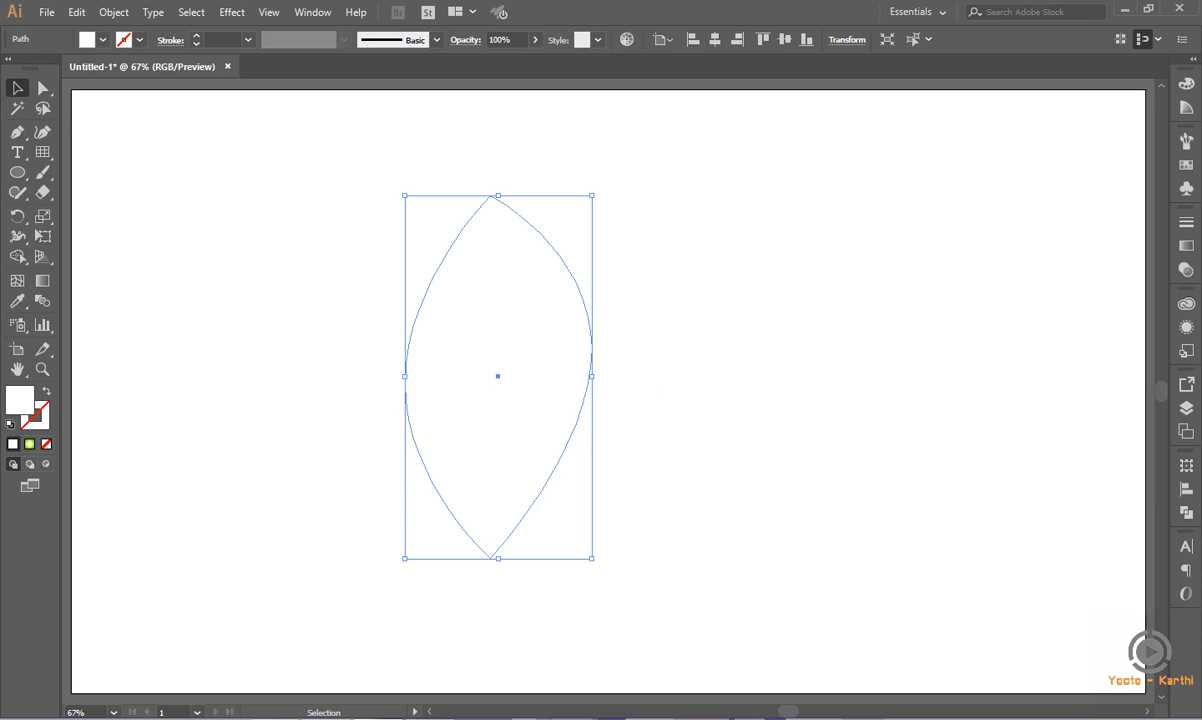 Ai File Edit Object Type Select Effect View Window Help Br St Essentials Search Adobe Stock
Path Stroke: Basic Opacity: 100% Style: Transform
Untitled-1* @ 67% (RGB/Preview)
Yooto - Karthi
67% 1 Selection